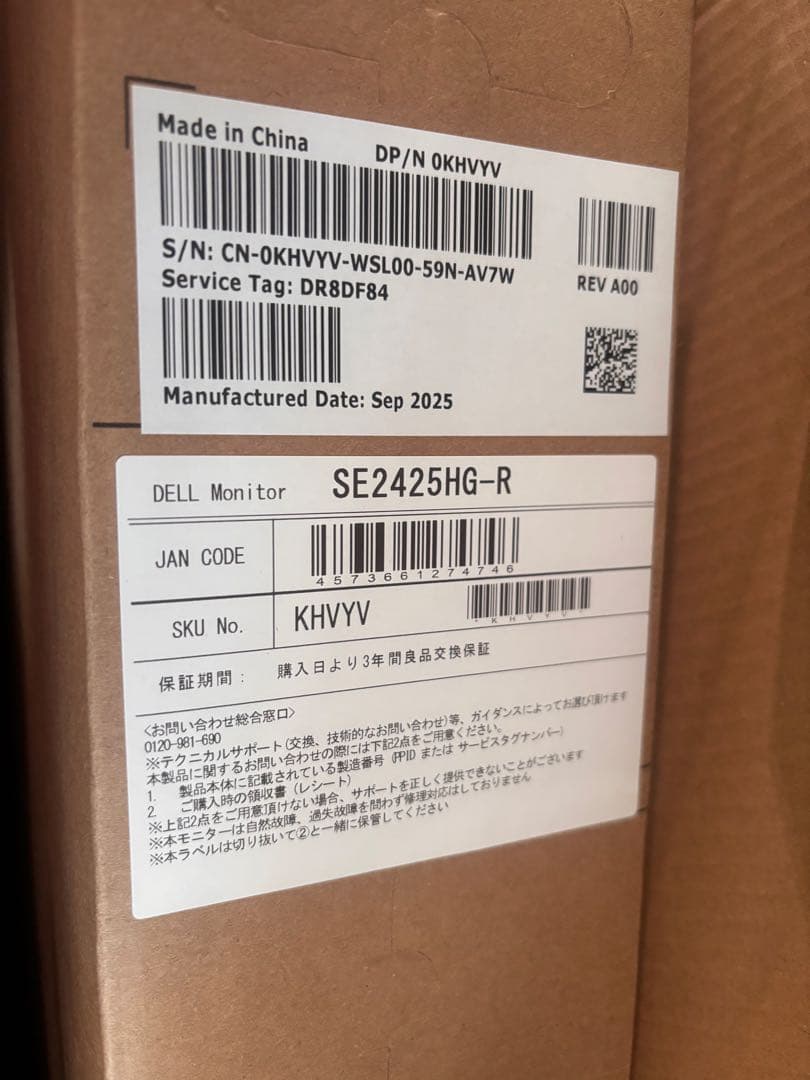 Made in China
DP/N 0KHVYV
S/N: CN-0KHVYV-WSL00-59N-AV7W
REV A00
Service Tag: DR8DF84
Manufactured Date: Sep 2025
DELL Monitor SE2425HG-R
JAN CODE
4573661274746
SKU No. KHVYV
*KHVYV*
保証期間: 購入日より3年間良品交換保証
<お問い合わせ総合窓口>
0120-981-690
※テクニカルサポート(交換、技術的なお問い合わせ)等、ガイダンスによってお選び頂けます
本製品に関するお問い合わせの際には下記2点をご用意ください。
1. 製品本体に記載されている製造番号 (PPID または サービスタグナンバー)
2. ご購入時の領収書 (レシート)
※上記2点をご用意頂けない場合、サポートを正しく提供できないことがございます
※本モニターは自然故障、過失故障を問わず修理対応はしておりません
※本ラベルは切り抜いて②と一緒に保管してください